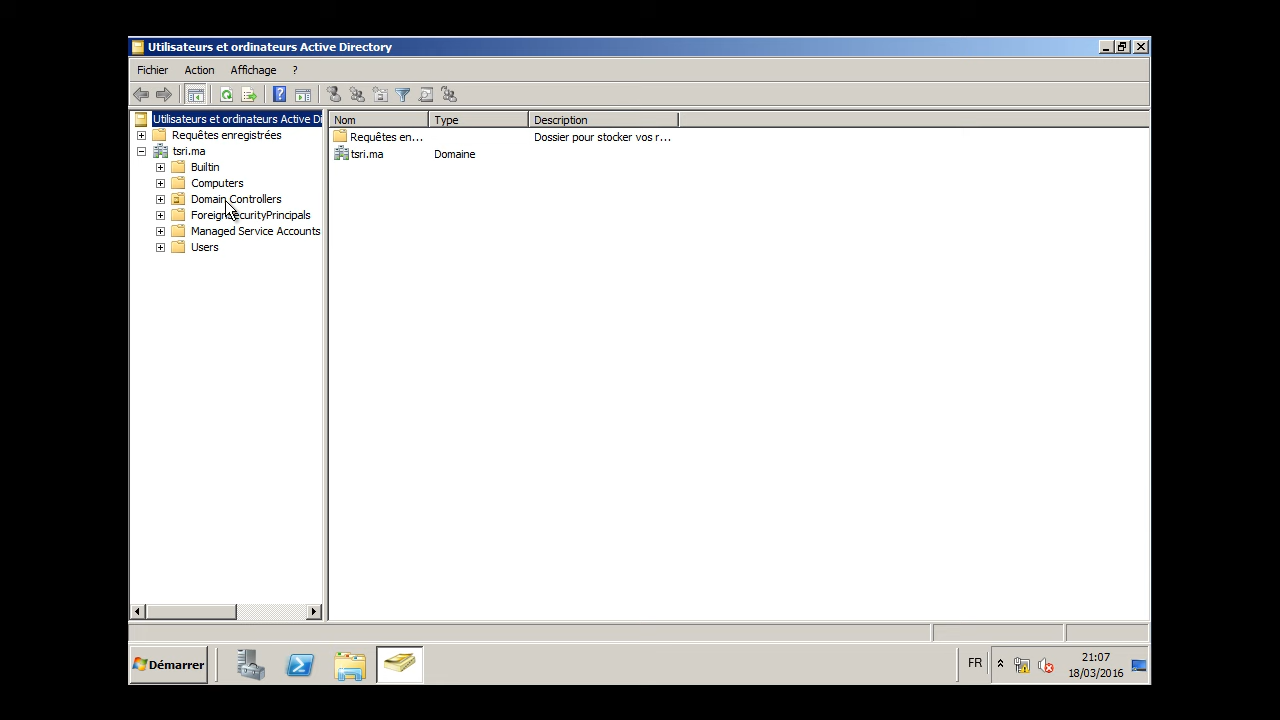 Utilisateurs et ordinateurs Active Directory
Fichier Action Affichage ?
Utilisateurs et ordinateurs Active Di
Requêtes enregistrées
tsri.ma
Builtin
Computers
Domain Controllers
ForeignSecurityPrincipals
Managed Service Accounts
Users
Nom Type Description
Requêtes en... Dossier pour stocker vos r...
tsri.ma Domaine
Démarrer
FR
21:07
18/03/2016